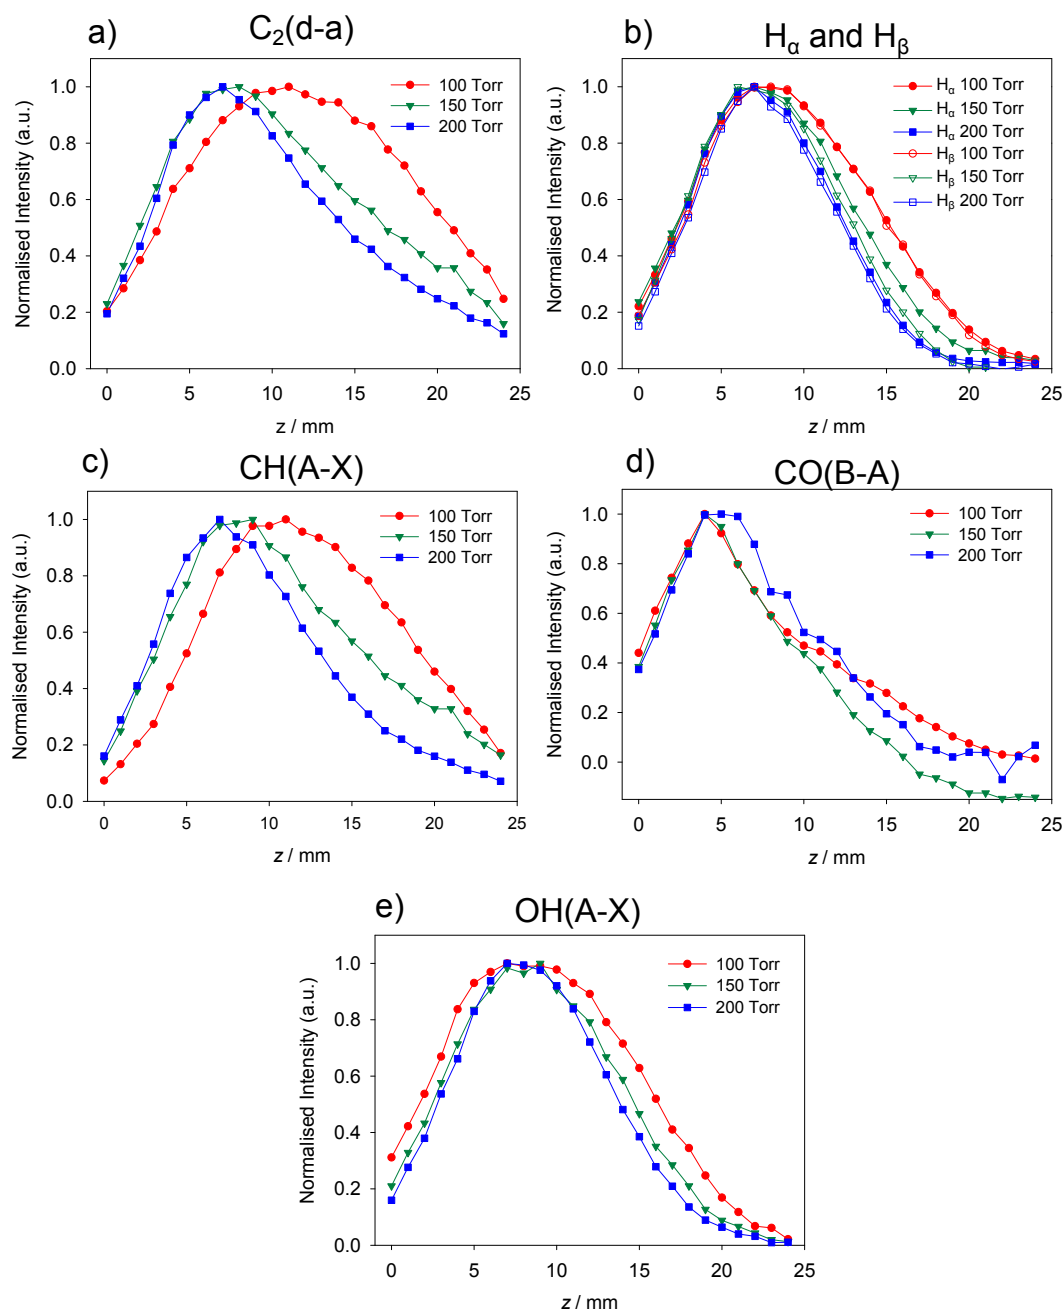 a)
C₂(d-a)
1.0
0.8
0.6
0.4
0.2
0.0
Normalised Intensity (a.u.)
100 Torr
150 Torr
200 Torr
0 5 10 15 20 25
z / mm
b)
Hα and Hβ
1.0
0.8
0.6
0.4
0.2
0.0
Normalised Intensity (a.u.)
Hα 100 Torr
Hα 150 Torr
Hα 200 Torr
Hβ 100 Torr
Hβ 150 Torr
Hβ 200 Torr
0 5 10 15 20 25
z / mm
c)
CH(A-X)
1.0
0.8
0.6
0.4
0.2
0.0
Normalised Intensity (a.u.)
100 Torr
150 Torr
200 Torr
0 5 10 15 20 25
z / mm
d)
CO(B-A)
1.0
0.8
0.6
0.4
0.2
0.0
Normalised Intensity (a.u.)
100 Torr
150 Torr
200 Torr
0 5 10 15 20 25
z / mm
e)
OH(A-X)
1.0
0.8
0.6
0.4
0.2
0.0
Normalised Intensity (a.u.)
100 Torr
150 Torr
200 Torr
0 5 10 15 20 25
z / mm